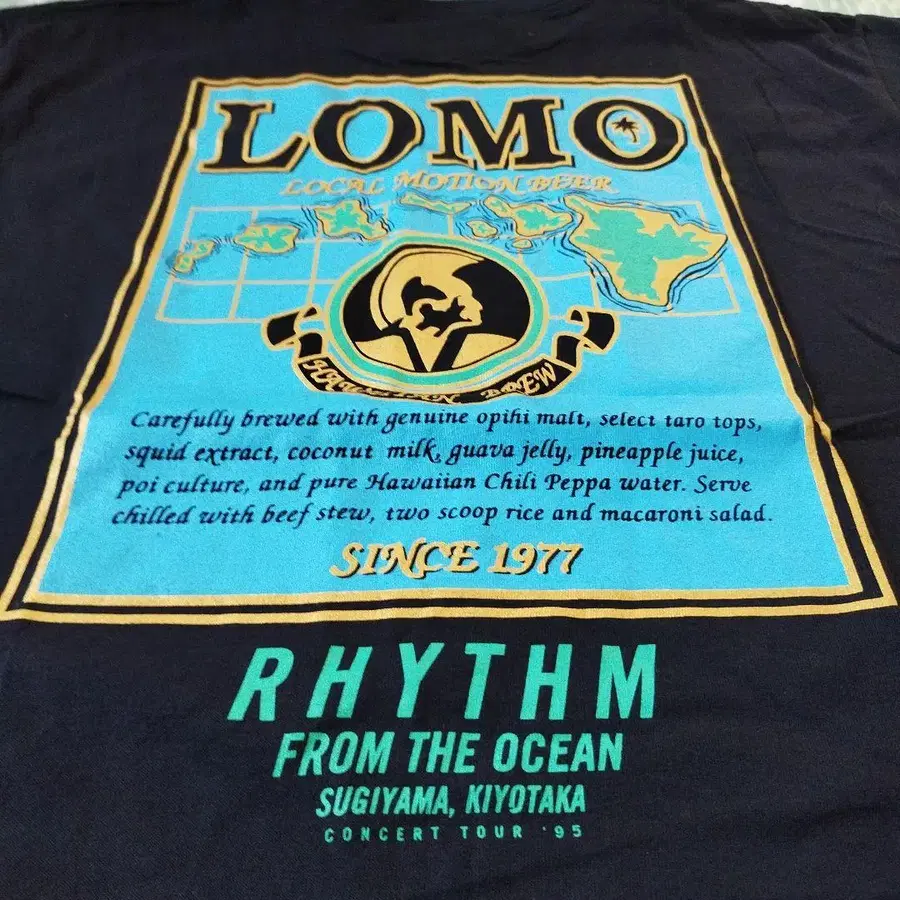 LOMO
LOCAL MOTION BEER
HAWAIIAN BREW
Carefully brewed with genuine opihi malt, select taro tops,
squid extract, coconut milk, guava jelly, pineapple juice,
poi culture, and pure Hawaiian Chili Peppa water. Serve
chilled with beef stew, two scoop rice and macaroni salad.
SINCE 1977
RHYTHM
FROM THE OCEAN
SUGIYAMA, KIYOTAKA
CONCERT TOUR '95